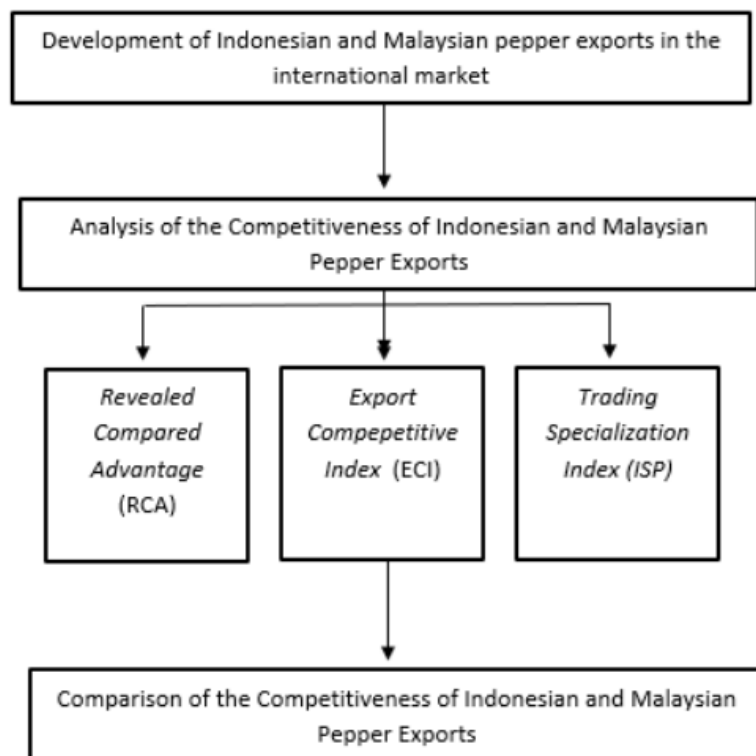 Development of Indonesian and Malaysian pepper exports in the
international market
Analysis of the Competitiveness of Indonesian and Malaysian
Pepper Exports
Revealed
Compared
Advantage
(RCA)
Export
Compepetitive
Index (ECI)
Trading
Specialization
Index (ISP)
Comparison of the Competitiveness of Indonesian and Malaysian
Pepper Exports